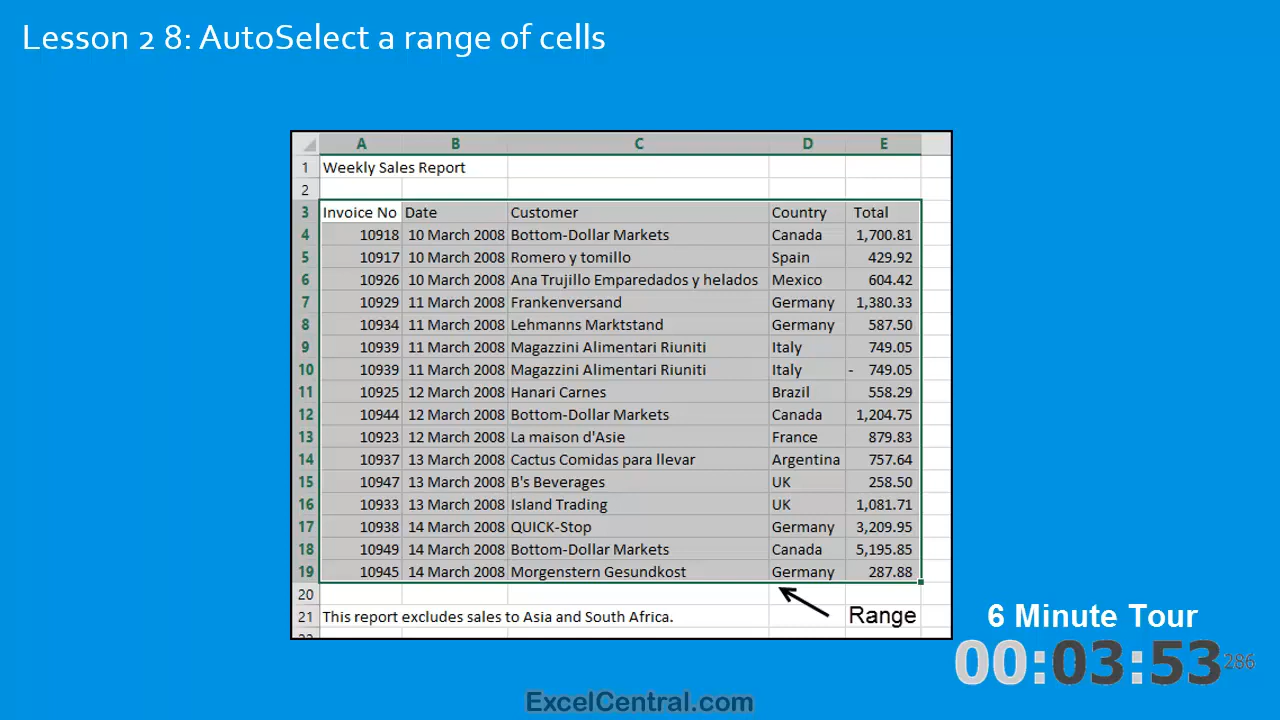 Lesson 2 8: AutoSelect a range of cells
A B C D E
1 Weekly Sales Report
2
3 Invoice No Date Customer Country Total
4 10918 10 March 2008 Bottom-Dollar Markets Canada 1,700.81
5 10917 10 March 2008 Romero y tomillo Spain 429.92
6 10926 10 March 2008 Ana Trujillo Emparedados y helados Mexico 604.42
7 10929 11 March 2008 Frankenversand Germany 1,380.33
8 10934 11 March 2008 Lehmanns Marktstand Germany 587.50
9 10939 11 March 2008 Magazzini Alimentari Riuniti Italy 749.05
10 10939 11 March 2008 Magazzini Alimentari Riuniti Italy - 749.05
11 10925 12 March 2008 Hanari Carnes Brazil 558.29
12 10944 12 March 2008 Bottom-Dollar Markets Canada 1,204.75
13 10923 12 March 2008 La maison d'Asie France 879.83
14 10937 13 March 2008 Cactus Comidas para llevar Argentina 757.64
15 10947 13 March 2008 B's Beverages UK 258.50
16 10933 13 March 2008 Island Trading UK 1,081.71
17 10938 14 March 2008 QUICK-Stop Germany 3,209.95
18 10949 14 March 2008 Bottom-Dollar Markets Canada 5,195.85
19 10945 14 March 2008 Morgenstern Gesundkost Germany 287.88
20
21 This report excludes sales to Asia and South Africa. Range
6 Minute Tour
00:03:53 286
ExcelCentral.com